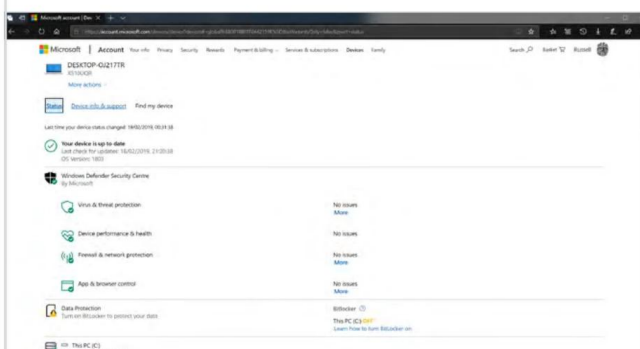 Microsoft account | Dev
Microsoft | Account Your info Privacy Security Rewards Payment & billing Services & subscriptions Devices Family Search Basket Russell
DESKTOP-OJ217TR
More actions
Status Device info & support Find my device
Last time your device status changed: 18/02/2019, 00:31:38
Your device is up to date
Last check for updates: 18/02/2019, 21:00:38
OS Version: 1803
Windows Defender Security Centre
By Microsoft
Virus & threat protection No issues
More
Device performance & health No issues
Firewall & network protection No issues
More
App & browser control No issues
More
Data Protection BitLocker
Turn on BitLocker to protect your data
This PC (C:) OFF
Learn how to turn BitLocker on
This PC (C:)